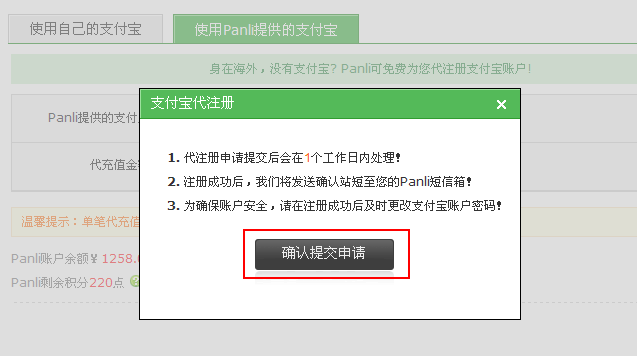 使用自己的支付宝
使用Panli提供的支付宝
身在海外，没有支付宝? Panli可免费为您代注册支付宝账户!
支付宝代注册
Panli提供的支付
1. 代注册申请提交后会在1个工作日内处理!
代充值金
2. 注册成功后，我们将发送确认站短至您的Panli短信箱!
3. 为确保账户安全，请在注册成功后及时更改支付宝账户密码!
温馨提示：单笔代充值
确认提交申请
Panli账户余额¥ 1258.
Panli剩余积分220点